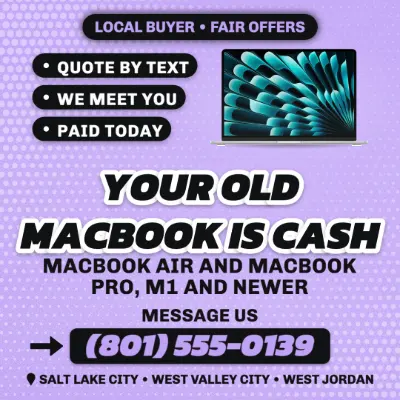 LOCAL BUYER • FAIR OFFERS
• QUOTE BY TEXT
• WE MEET YOU
• PAID TODAY
YOUR OLD
MACBOOK IS CASH
MACBOOK AIR AND MACBOOK
PRO, M1 AND NEWER
MESSAGE US
(801) 555-0139
SALT LAKE CITY • WEST VALLEY CITY • WEST JORDAN